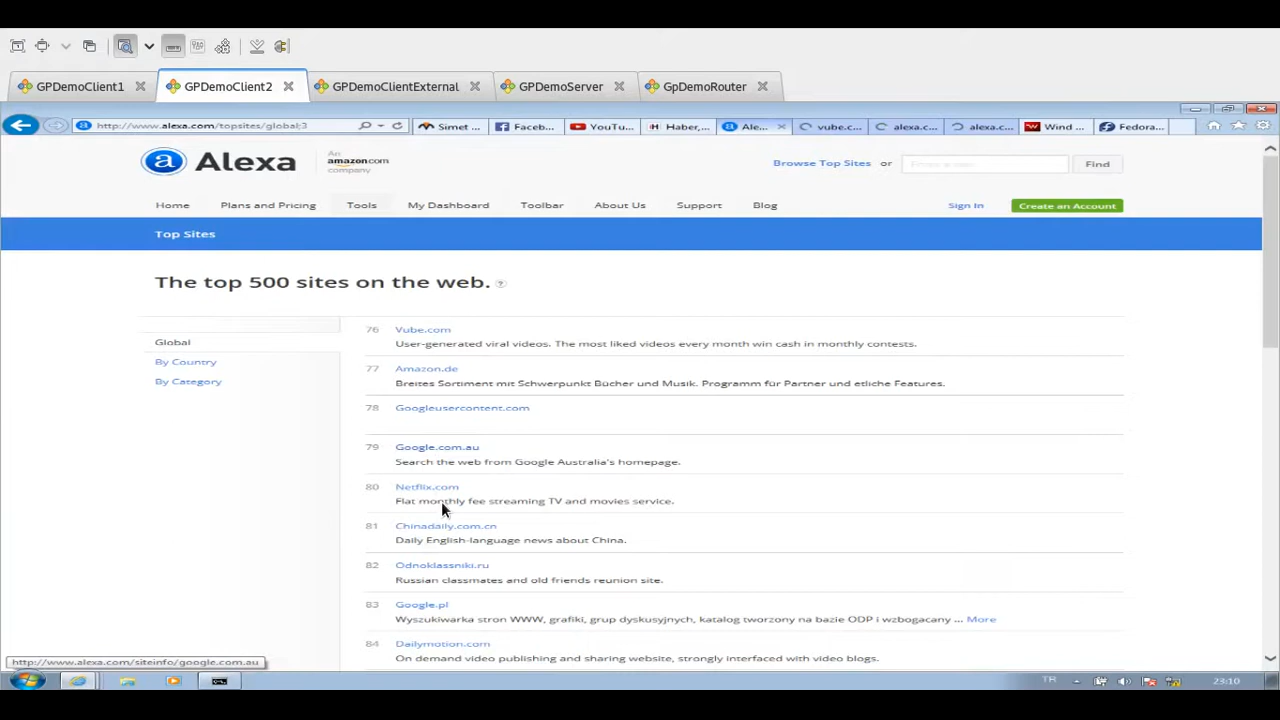 GPDemoClient1
GPDemoClient2
GPDemoClientExternal
GPDemoServer
GpDemoRouter
http://www.alexa.com/topsites/global;3
Simet ...
Faceb...
YouTu...
Haber,...
Ale...
vube.c...
alexa.c...
alexa.c...
Wind ...
Fedora...
a
Alexa
An
amazon.com
company
Browse Top Sites or
Find
Home
Plans and Pricing
Tools
My Dashboard
Toolbar
About Us
Support
Blog
Sign In
Create an Account
Top Sites
The top 500 sites on the web. ?
Global
By Country
By Category
76 Vube.com
User-generated viral videos. The most liked videos every month win cash in monthly contests.
77 Amazon.de
Breites Sortiment mit Schwerpunkt Bücher und Musik. Programm für Partner und etliche Features.
78 Googleusercontent.com
79 Google.com.au
Search the web from Google Australia's homepage.
80 Netflix.com
Flat monthly fee streaming TV and movies service.
81 Chinadaily.com.cn
Daily English-language news about China.
82 Odnoklassniki.ru
Russian classmates and old friends reunion site.
83 Google.pl
Wyszukiwarka stron WWW, grafiki, grup dyskusyjnych, katalog tworzony na bazie ODP i wzbogacany ... More
84 Dailymotion.com
On demand video publishing and sharing website, strongly interfaced with video blogs.
http://www.alexa.com/siteinfo/google.com.au
TR
23:10